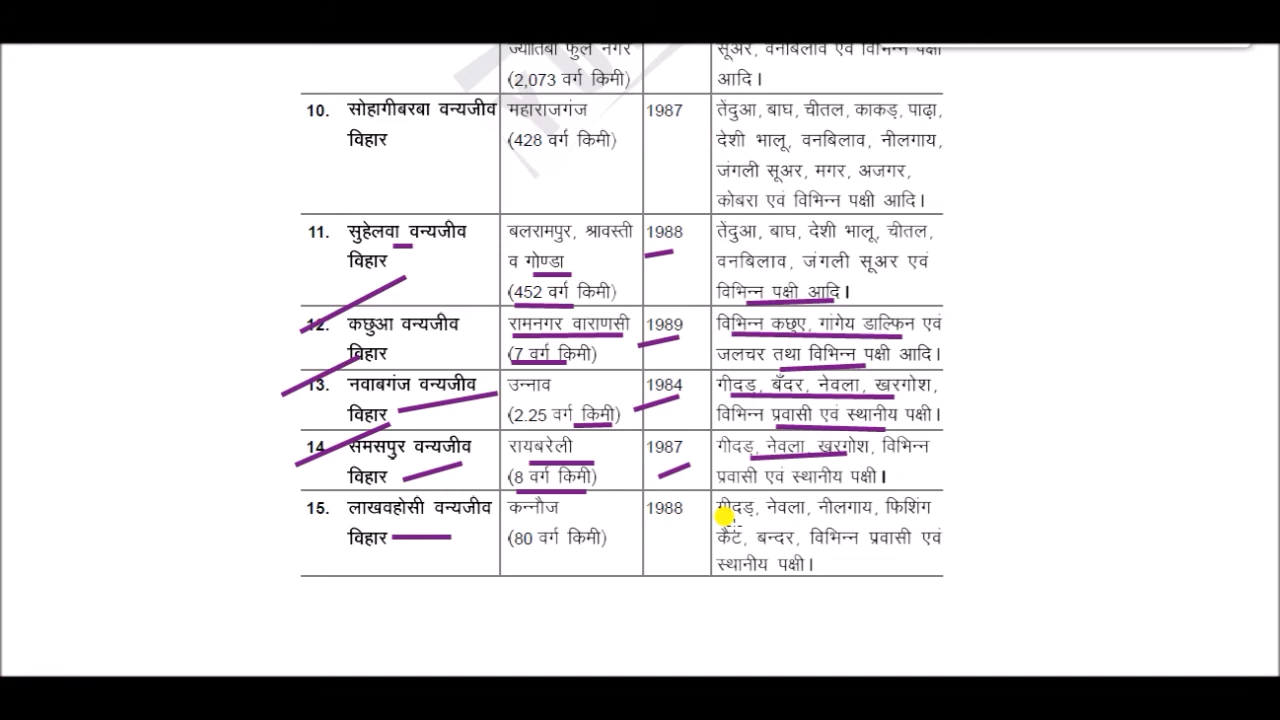 ज्योतिबा फुले नगर सूअर, वनबिलाव एवं विभिन्न पक्षी
(2,073 वर्ग किमी) आदि।
10. सोहागीबरबा वन्यजीव महाराजगंज 1987 तेंदुआ, बाघ, चीतल, काकड़, पाढ़ा,
विहार (428 वर्ग किमी) देशी भालू, वनबिलाव, नीलगाय,
जंगली सूअर, मगर, अजगर,
कोबरा एवं विभिन्न पक्षी आदि।
11. सुहेलवा वन्यजीव बलरामपुर, श्रावस्ती 1988 तेंदुआ, बाघ, देशी भालू, चीतल,
विहार व गोण्डा वनबिलाव, जंगली सूअर एवं
(452 वर्ग किमी) विभिन्न पक्षी आदि।
12. कछुआ वन्यजीव रामनगर वाराणसी 1989 विभिन्न कछुए, गांगेय डाल्फिन एवं
विहार (7 वर्ग किमी) जलचर तथा विभिन्न पक्षी आदि।
13. नवाबगंज वन्यजीव उन्नाव 1984 गीदड़, बँदर, नेवला, खरगोश,
विहार (2.25 वर्ग किमी) विभिन्न प्रवासी एवं स्थानीय पक्षी।
14. समसपुर वन्यजीव रायबरेली 1987 गीदड़, नेवला, खरगोश, विभिन्न
विहार (8 वर्ग किमी) प्रवासी एवं स्थानीय पक्षी।
15. लाखवहोसी वन्यजीव कन्नौज 1988 गीदड़, नेवला, नीलगाय, फिशिंग
विहार (80 वर्ग किमी) कैट, बन्दर, विभिन्न प्रवासी एवं
स्थानीय पक्षी।